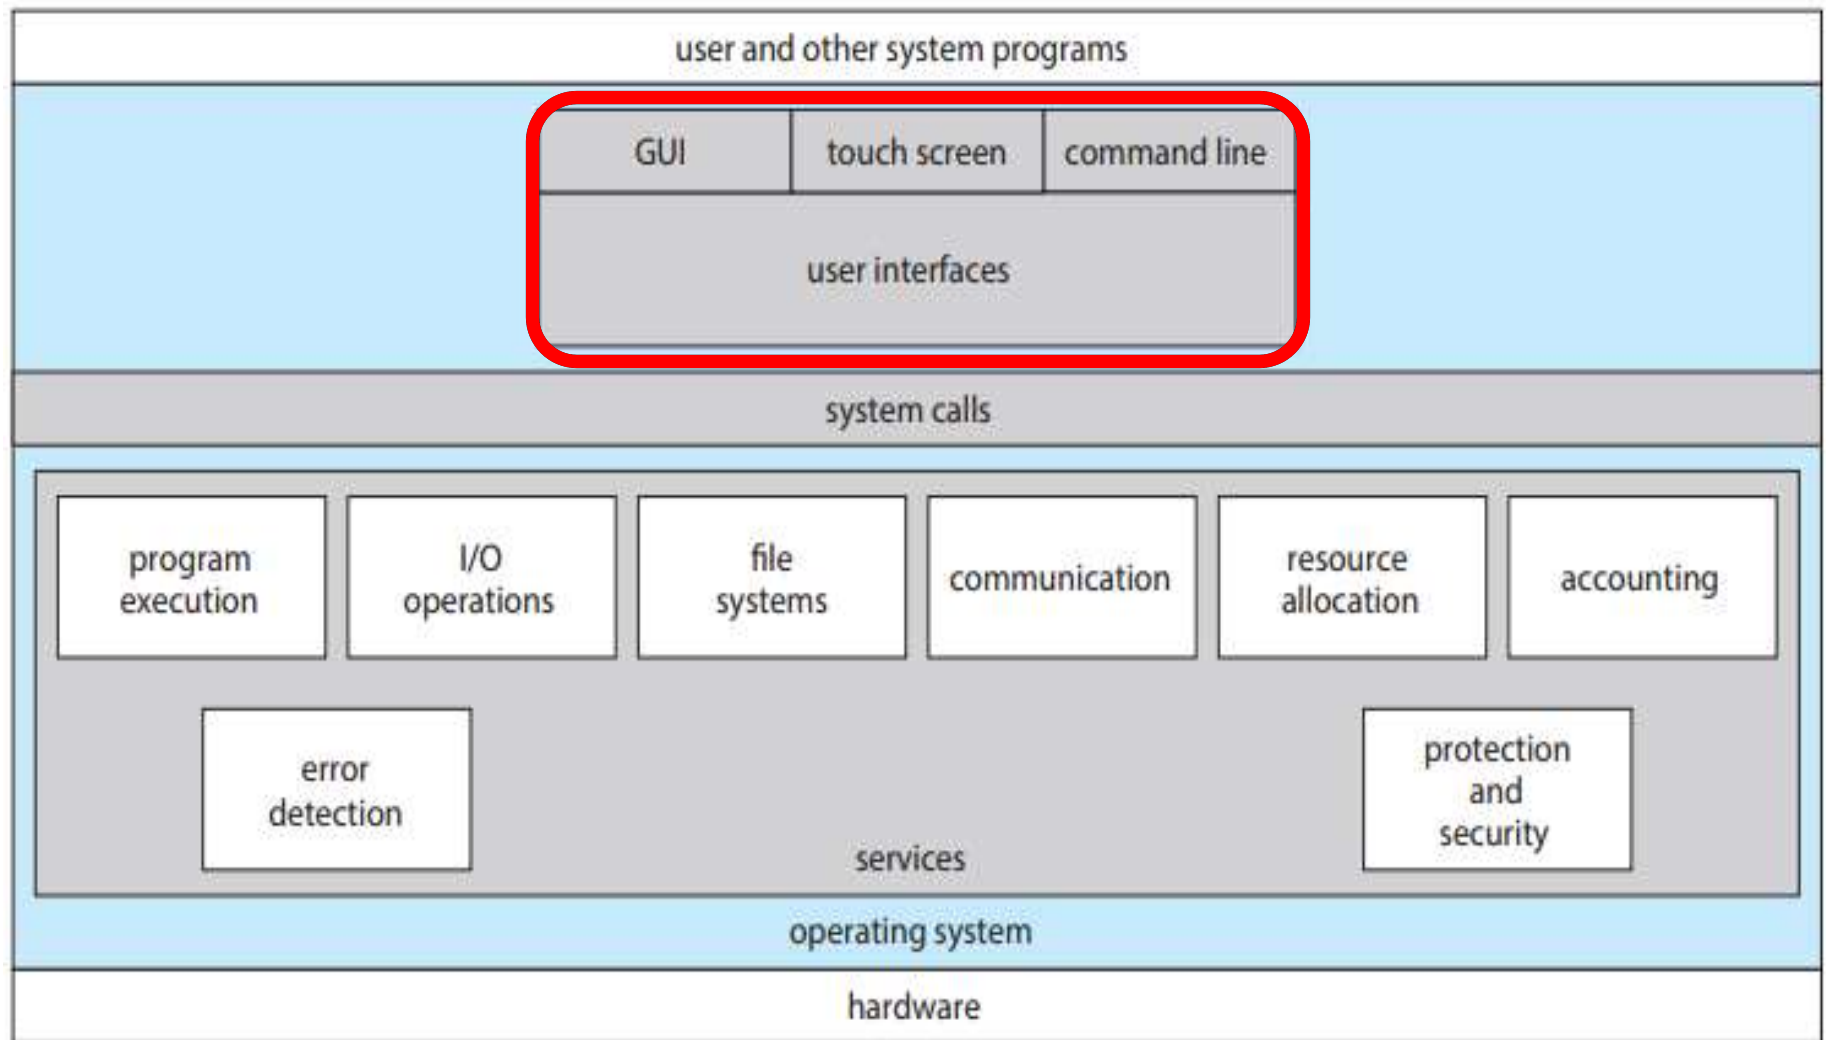 user and other system programs
GUI
touch screen
command line
user interfaces
system calls
program
execution
I/O
operations
file
systems
communication
resource
allocation
accounting
error
detection
protection
and
security
services
operating system
hardware